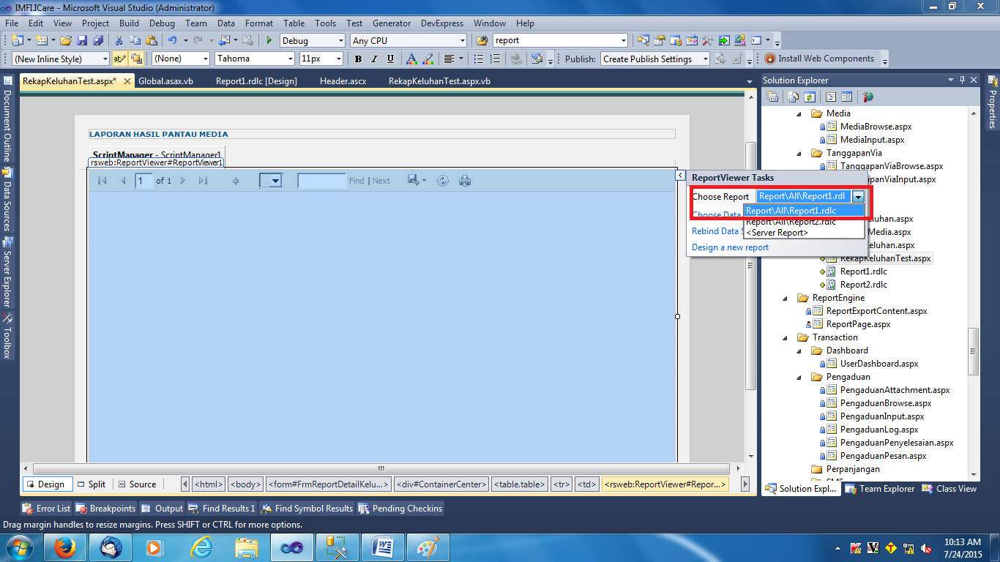 IMFI.ICare - Microsoft Visual Studio (Administrator)
File Edit View Project Build Debug Team Data Format Table Tools Test Generator DevExpress Window Help
Debug Any CPU report
(New Inline Style) (None) Tahoma 11px B I U A Publish: Create Publish Settings Install Web Components
RekapKeluhanTest.aspx* Global.asax.vb Report1.rdlc [Design] Header.ascx RekapKeluhanTest.aspx.vb
Document Outline
Data Sources
Server Explorer
Toolbox
LAPORAN HASIL PANTAU MEDIA
ScriptManager - ScriptManager1
rsweb:ReportViewer#ReportViewer1
1 of 1 Find | Next
ReportViewer Tasks
Choose Report Report\All\Report1.rdl
Report\All\Report1.rdlc
Choose Data
Report\All\Report2.rdlc
Rebind Data S
<Server Report>
Design a new report
Solution Explorer
Properties
Media
MediaBrowse.aspx
MediaInput.aspx
TanggapanVia
TanggapanViaBrowse.aspx
apanViaInput.aspx
eluhan.aspx
Media.aspx
eluhan.aspx
RekapKeluhanTest.aspx
Report1.rdlc
Report2.rdlc
ReportEngine
ReportExportContent.aspx
ReportPage.aspx
Transaction
Dashboard
UserDashboard.aspx
Pengaduan
PengaduanAttachment.aspx
PengaduanBrowse.aspx
PengaduanInput.aspx
PengaduanLog.aspx
PengaduanPenyelesaian.aspx
PengaduanPesan.aspx
Perpanjangan
SMS
Design Split Source <html> <body> <form#FrmReportDetailKelu...> <div#ContainerCenter> <table.table> <tr> <td> <rsweb:ReportViewer#Repor...>
Solution Expl... Team Explorer Class View
Error List Breakpoints Output Find Results 1 Find Symbol Results Pending Checkins
Drag margin handles to resize margins. Press SHIFT or CTRL for more options.
10:13 AM
7/24/2015